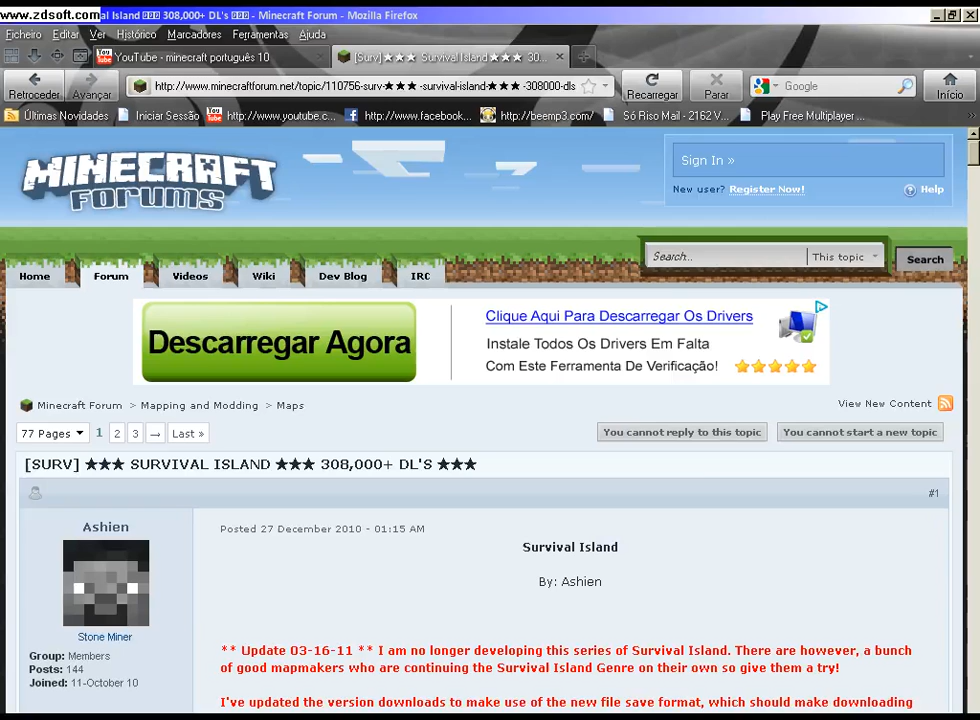 www.zdsoft.com al Island 308,000+ DL's - Minecraft Forum - Mozilla Firefox
Ficheiro Editar Ver Histórico Marcadores Ferramentas Ajuda
YouTube - minecraft português 10 [Surv]★★★ Survival Island★★★ 30...
Retroceder Avançar http://www.minecraftforum.net/topic/110756-surv-★★★-survival-island-★★★-308000-dls Recarregar Parar Google Início
Últimas Novidades Iniciar Sessão http://www.youtube.c... http://www.facebook... http://beemp3.com/ Só Riso Mail - 2162 V... Play Free Multiplayer ...
MINECRAFT FORUMS
Sign In »
New user? Register Now! Help
Search... This topic Search
Home Forum Videos Wiki Dev Blog IRC
Descarregar Agora
Clique Aqui Para Descarregar Os Drivers
Instale Todos Os Drivers Em Falta
Com Este Ferramenta De Verificação!
Minecraft Forum > Mapping and Modding > Maps View New Content
77 Pages 1 2 3 → Last » You cannot reply to this topic You cannot start a new topic
[SURV] ★★★ SURVIVAL ISLAND ★★★ 308,000+ DL'S ★★★
#1
Ashien
Stone Miner
Group: Members
Posts: 144
Joined: 11-October 10
Posted 27 December 2010 - 01:15 AM
Survival Island
By: Ashien
** Update 03-16-11 ** I am no longer developing this series of Survival Island. There are however, a bunch
of good mapmakers who are continuing the Survival Island Genre on their own so give them a try!
I've updated the version downloads to make use of the new file save format, which should make downloading